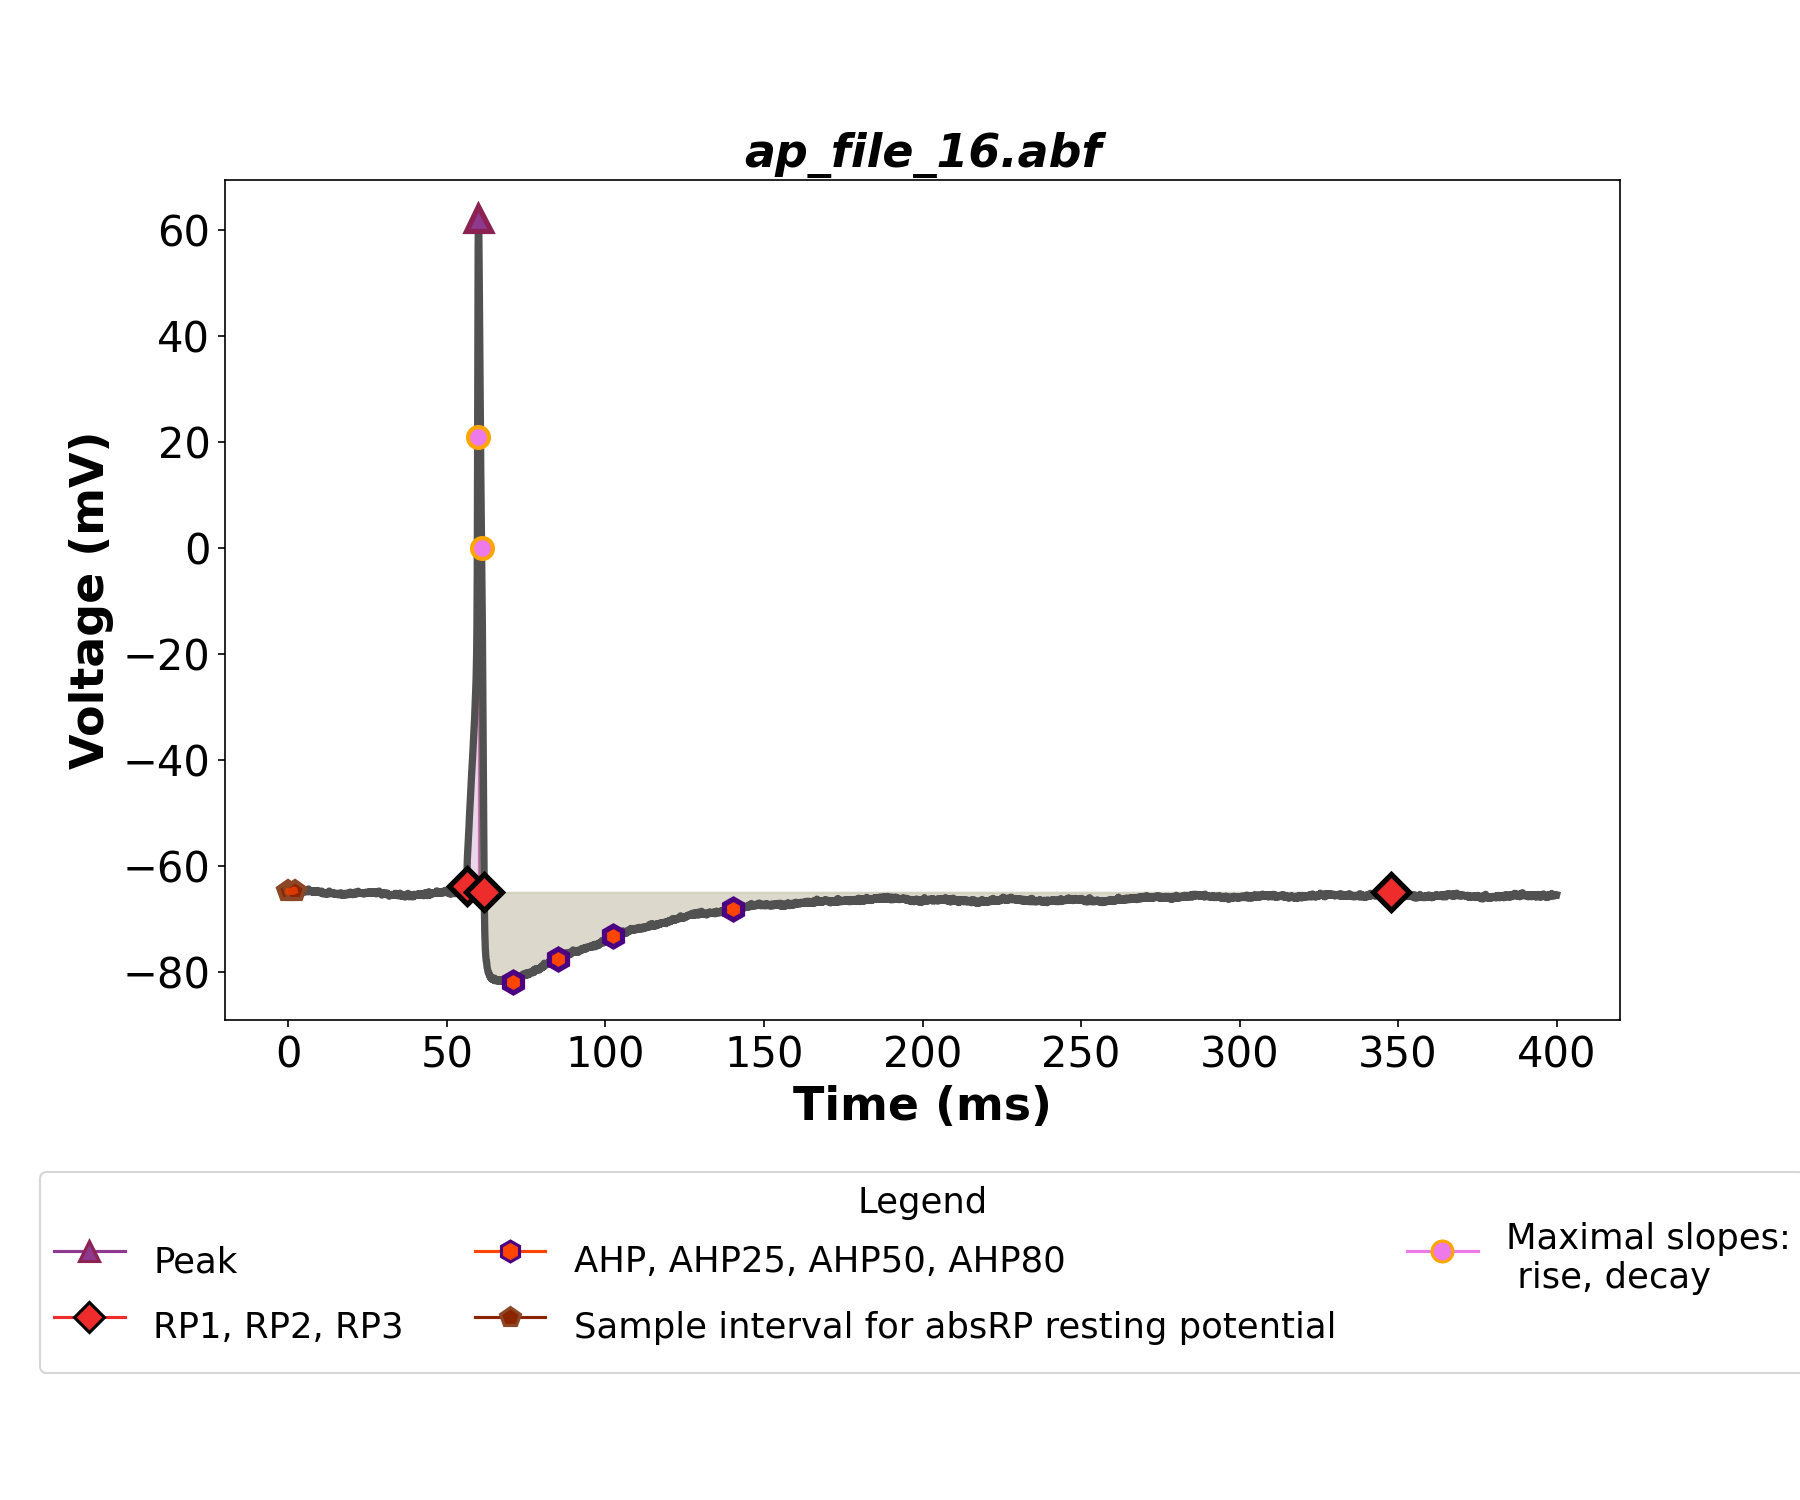 ap_file_16.abf
60
40
20
0
−20
−40
−60
−80
Voltage (mV)
0 50 100 150 200 250 300 350 400
Time (ms)
Legend
Peak
RP1, RP2, RP3
AHP, AHP25, AHP50, AHP80
Sample interval for absRP resting potential
Maximal slopes:
rise, decay